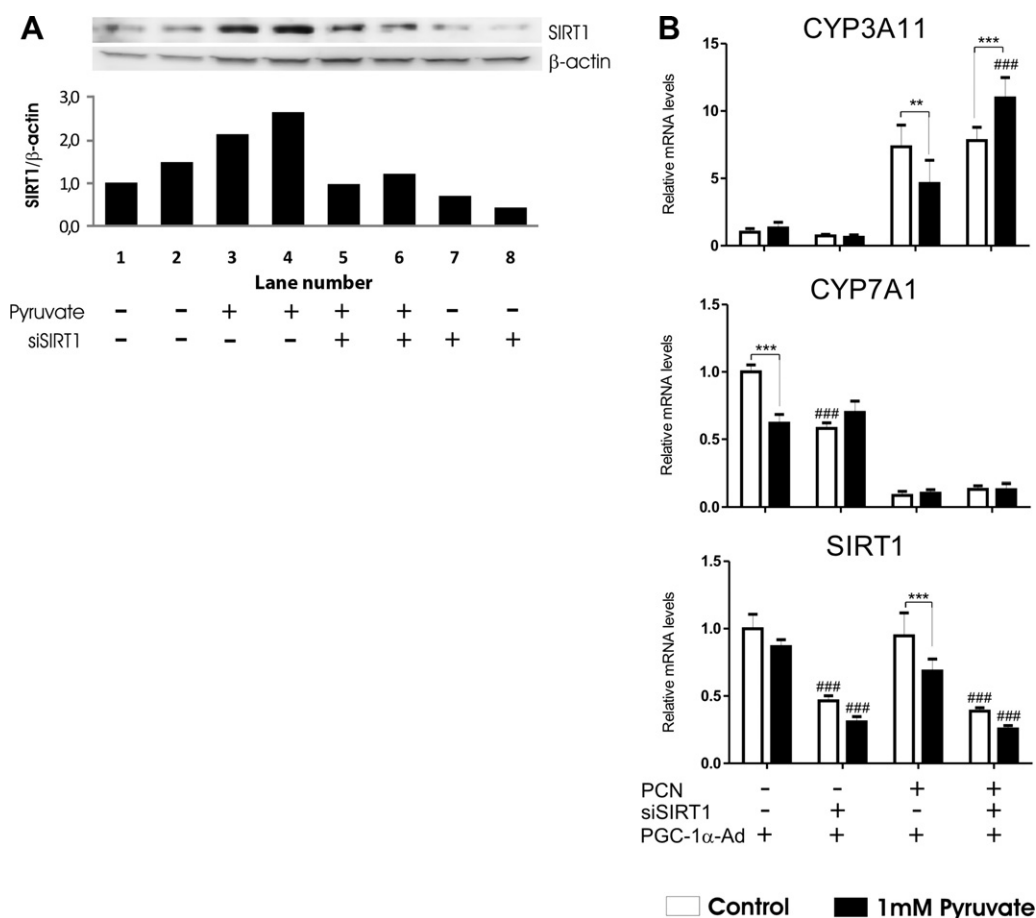 A
SIRT1
β-actin
SIRT1/β-actin
3,0
2,0
1,0
0,0
1 2 3 4 5 6 7 8
Lane number
Pyruvate - - + + + + - -
siSIRT1 - - - - + + + +
B
CYP3A11
Relative mRNA levels
15
10
5
0
** *** ###
CYP7A1
Relative mRNA levels
1.5
1.0
0.5
0.0
*** ###
SIRT1
Relative mRNA levels
1.5
1.0
0.5
0.0
### ### *** ### ###
PCN - - + +
siSIRT1 - + - +
PGC-1α-Ad + + + +
Control 1mM Pyruvate